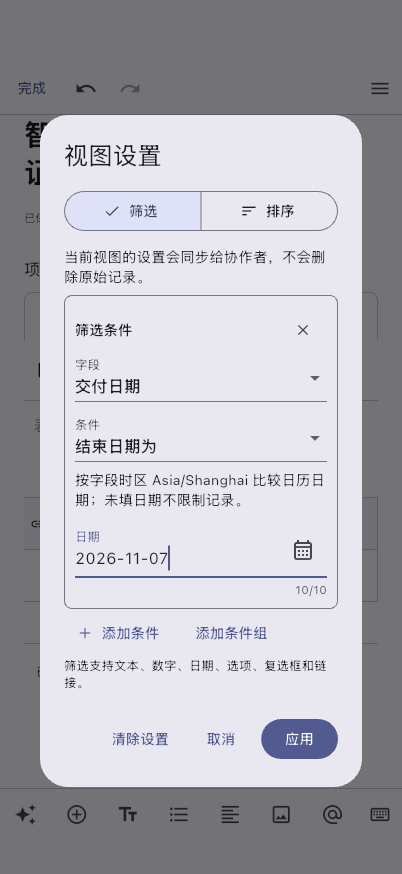 完成
智
证
项
视图设置
筛选
排序
当前视图的设置会同步给协作者，不会删
除原始记录。
筛选条件
字段
交付日期
条件
结束日期为
按字段时区 Asia/Shanghai 比较日历日
期；未填日期不限制记录。
日期
2026-11-07
10/10
添加条件
添加条件组
筛选支持文本、数字、日期、选项、复选框和链
接。
清除设置
取消
应用